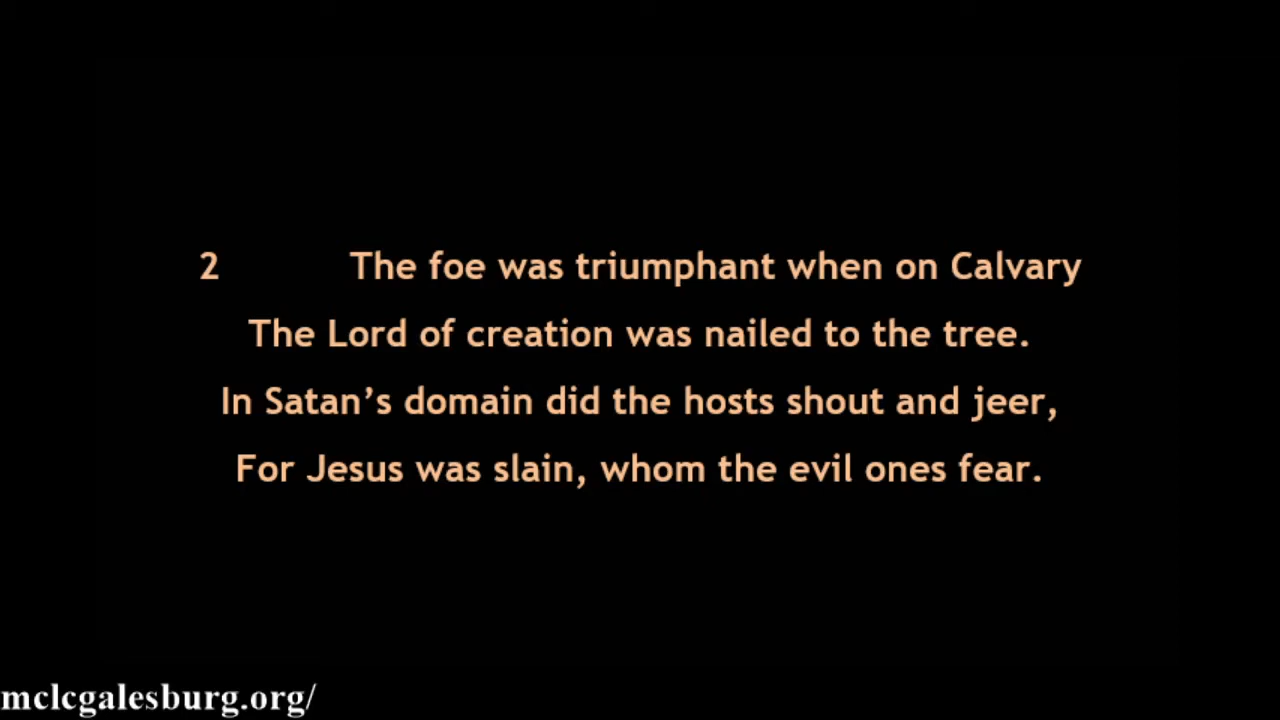 2 The foe was triumphant when on Calvary
The Lord of creation was nailed to the tree.
In Satan’s domain did the hosts shout and jeer,
For Jesus was slain, whom the evil ones fear.
mclcgalesburg.org/